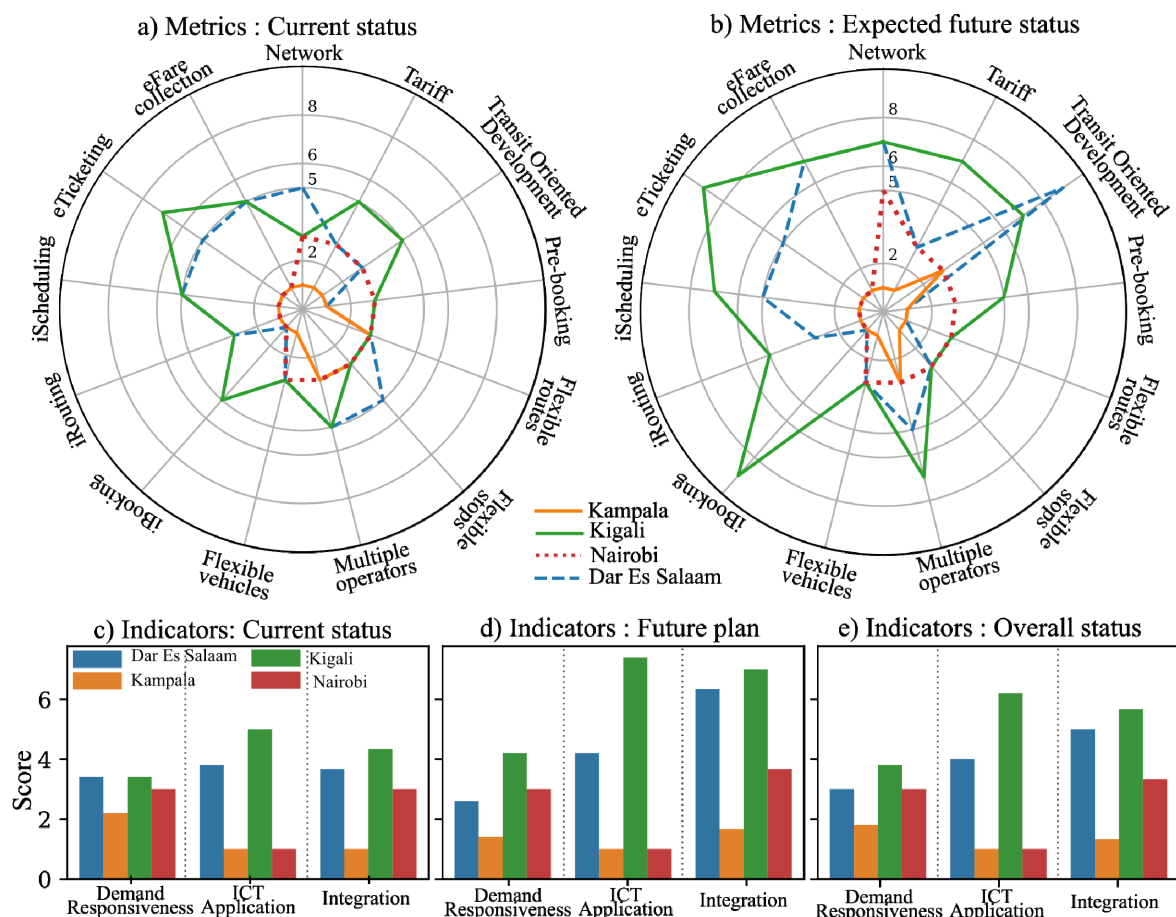 a) Metrics : Current status
Network
Tariff
Transit Oriented
Development
Pre-booking
Flexible
routes
Flexible
stops
Multiple
operators
Flexible
vehicles
iBooking
iRouting
iScheduling
eTicketing
eFare
collection
8
6
5
2
b) Metrics : Expected future status
Network
Tariff
Transit Oriented
Development
Pre-booking
Flexible
routes
Flexible
stops
Multiple
operators
Flexible
vehicles
iBooking
iRouting
iScheduling
eTicketing
eFare
collection
8
6
5
2
Kampala
Kigali
Nairobi
Dar Es Salaam
c) Indicators: Current status
Dar Es Salaam
Kampala
Kigali
Nairobi
Score
6
4
2
0
Demand
Responsiveness
ICT
Application
Integration
d) Indicators : Future plan
Demand
Responsiveness
ICT
Application
Integration
e) Indicators : Overall status
Demand
Responsiveness
ICT
Application
Integration